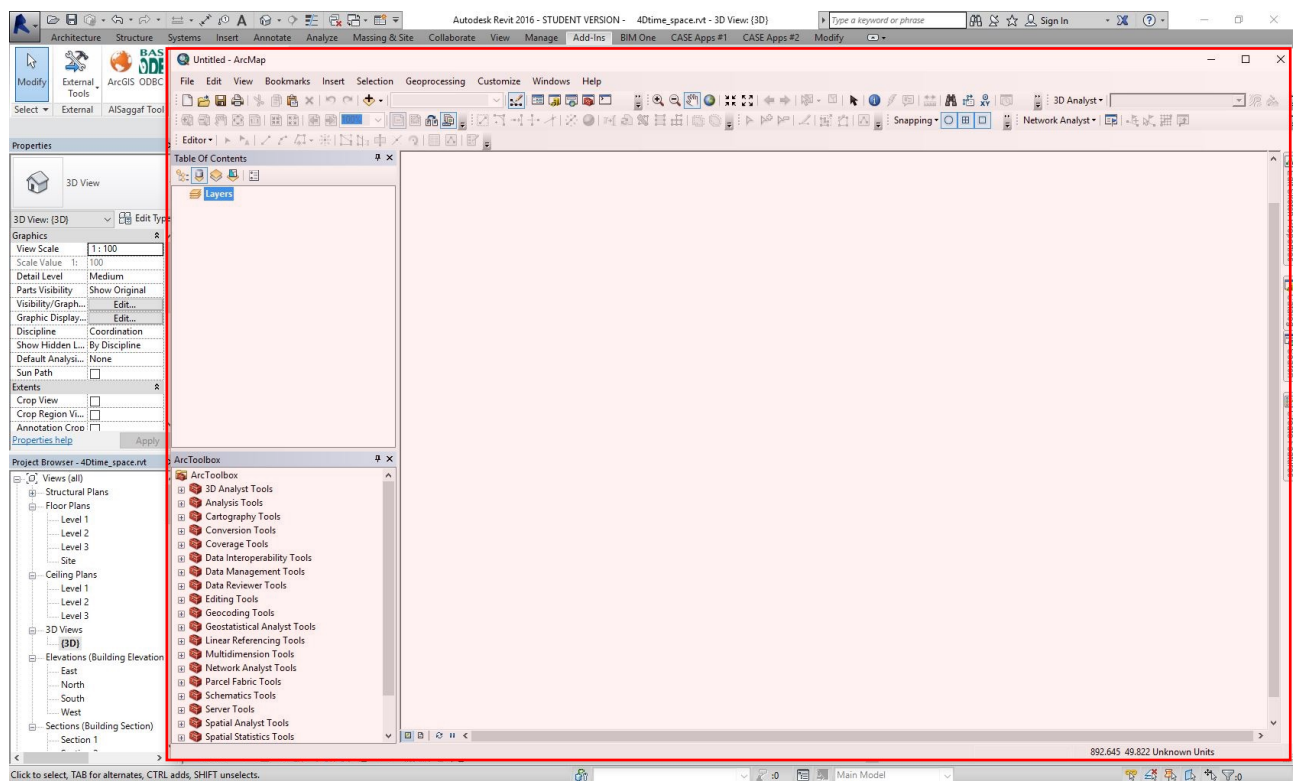 Autodesk Revit 2016 - STUDENT VERSION - 4Dtime_space.rvt - 3D View: {3D}
Type a keyword or phrase
Sign In
Architecture Structure Systems Insert Annotate Analyze Massing & Site Collaborate View Manage Add-Ins BIM One CASE Apps #1 CASE Apps #2 Modify
Modify
External Tools
ArcGIS ODBC
BAS
Select
External
AlSaggaf Tool
Properties
3D View
3D View: {3D}
Edit Type
Graphics
View Scale 1 : 100
Scale Value 1: 100
Detail Level Medium
Parts Visibility Show Original
Visibility/Graph... Edit...
Graphic Display... Edit...
Discipline Coordination
Show Hidden L... By Discipline
Default Analysi... None
Sun Path
Extents
Crop View
Crop Region Vi...
Annotation Crop
Properties help
Apply
Project Browser - 4Dtime_space.rvt
Views (all)
Structural Plans
Floor Plans
Level 1
Level 2
Level 3
Site
Ceiling Plans
Level 1
Level 2
Level 3
3D Views
{3D}
Elevations (Building Elevation
East
North
South
West
Sections (Building Section)
Section 1
Untitled - ArcMap
File Edit View Bookmarks Insert Selection Geoprocessing Customize Windows Help
3D Analyst
Snapping
Network Analyst
Editor
Table Of Contents
Layers
ArcToolbox
ArcToolbox
3D Analyst Tools
Analysis Tools
Cartography Tools
Conversion Tools
Coverage Tools
Data Interoperability Tools
Data Management Tools
Data Reviewer Tools
Editing Tools
Geocoding Tools
Geostatistical Analyst Tools
Linear Referencing Tools
Multidimension Tools
Network Analyst Tools
Parcel Fabric Tools
Schematics Tools
Server Tools
Spatial Analyst Tools
Spatial Statistics Tools
892.645 49.822 Unknown Units
Click to select, TAB for alternates, CTRL adds, SHIFT unselects.
:0
Main Model
:0